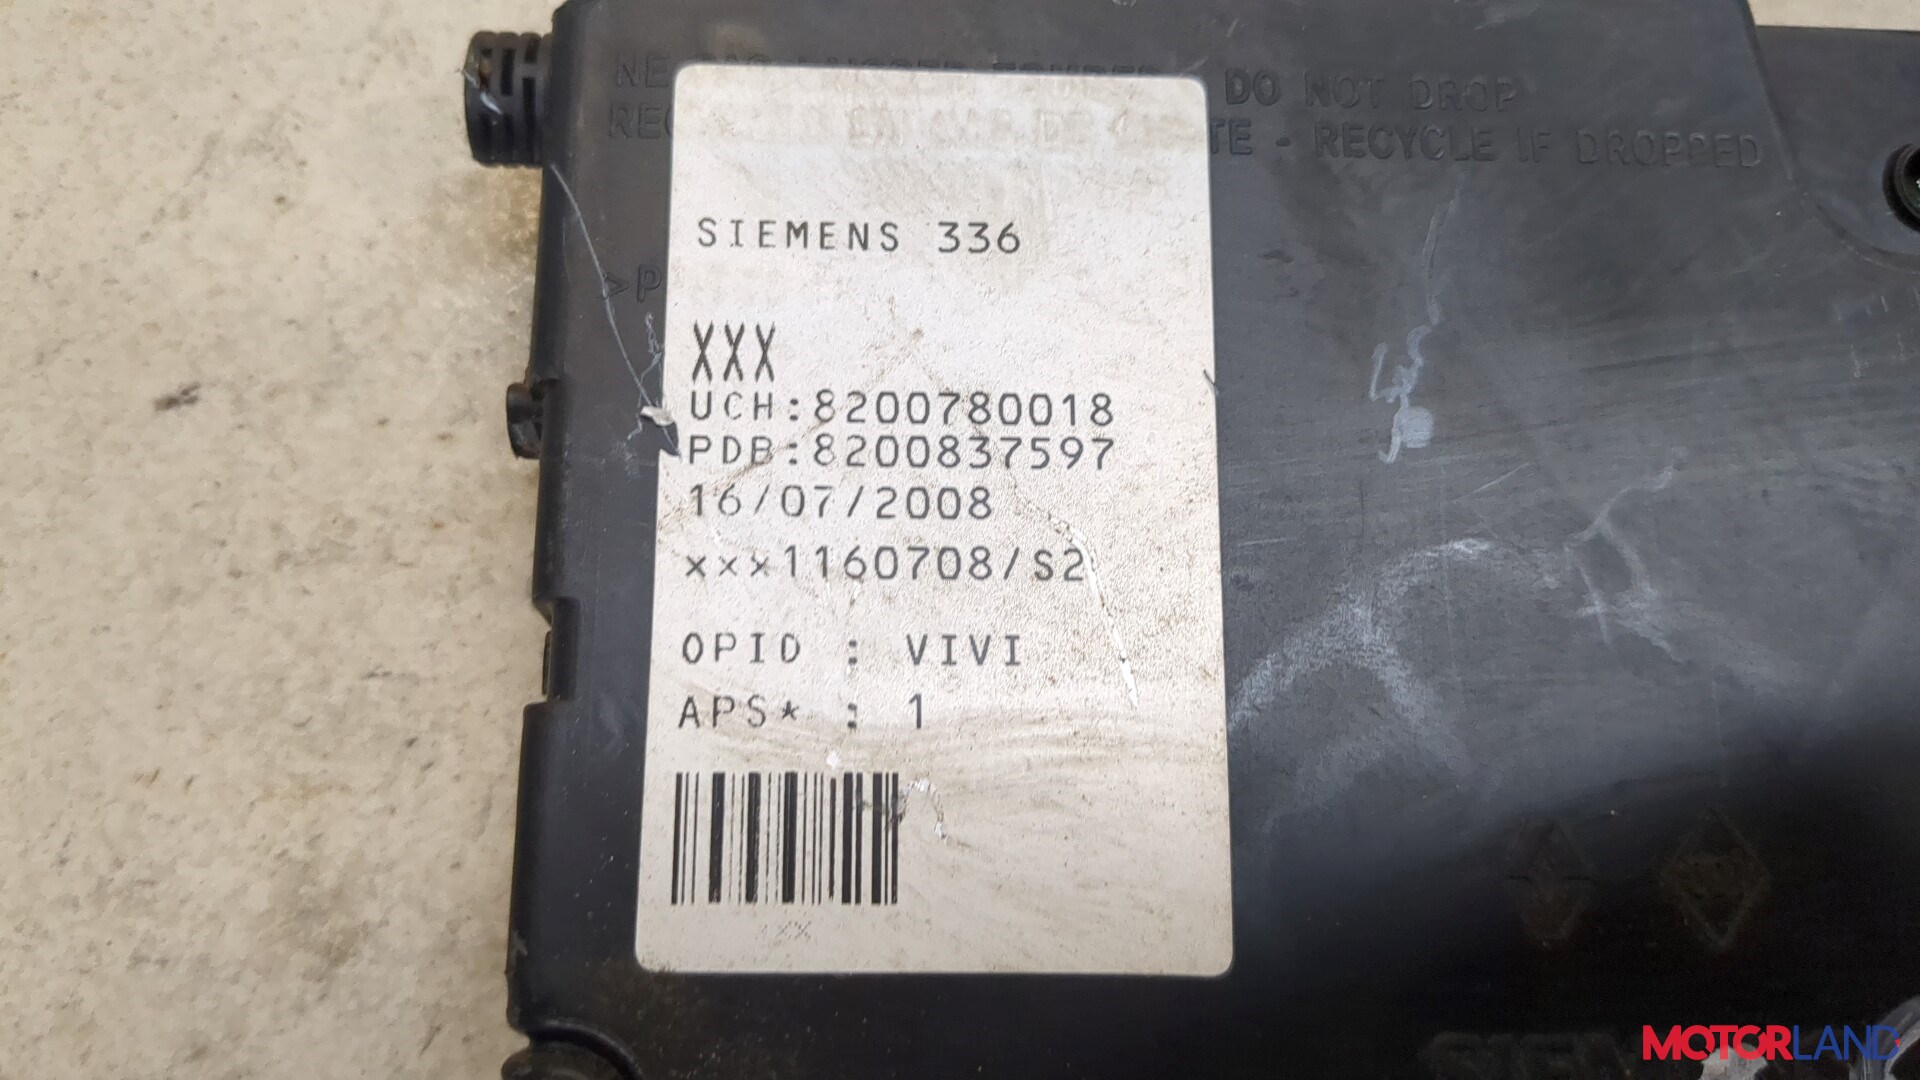 DO NOT DROP
- RECYCLE IF DROPPED
SIEMENS 336
XXX
UCH:8200780018
PDB:8200837597
16/07/2008
xxx1160708/S2
OPID : VIVI
APS* : 1
MOTORLAND